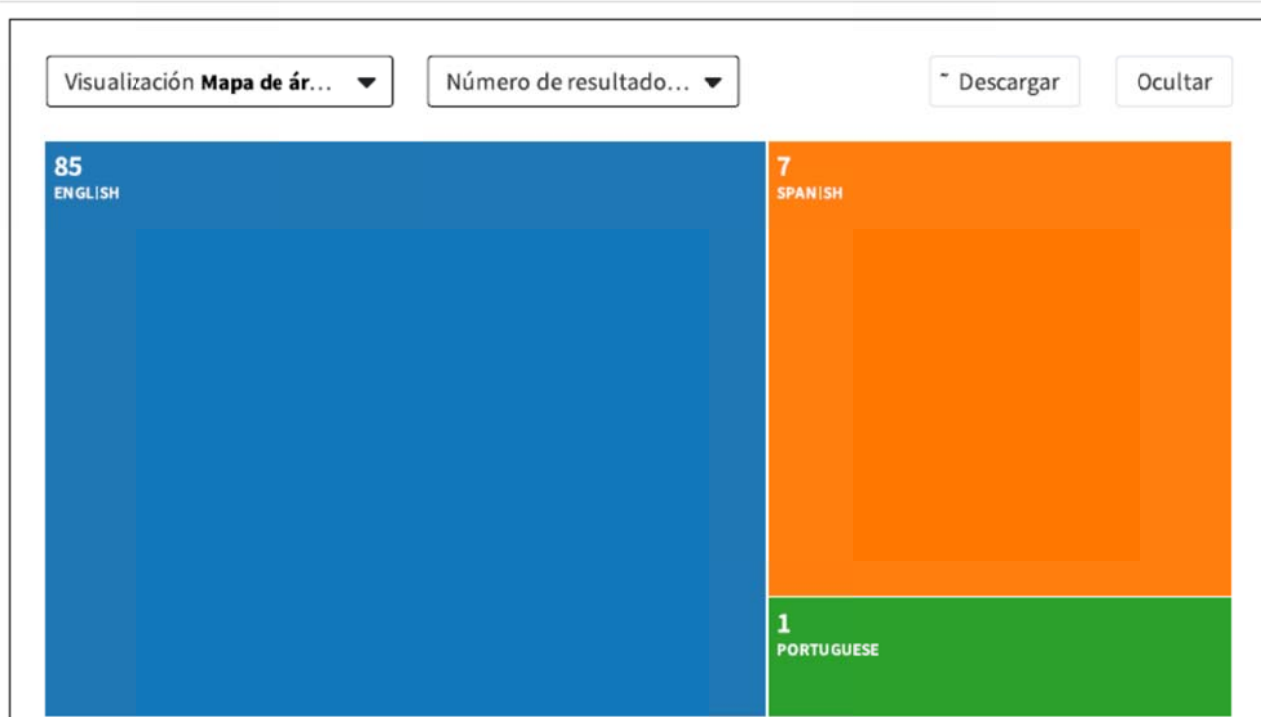 Visualización Mapa de ár...
Número de resultado...
˜ Descargar
Ocultar
85
ENGLISH
7
SPANISH
1
PORTUGUESE